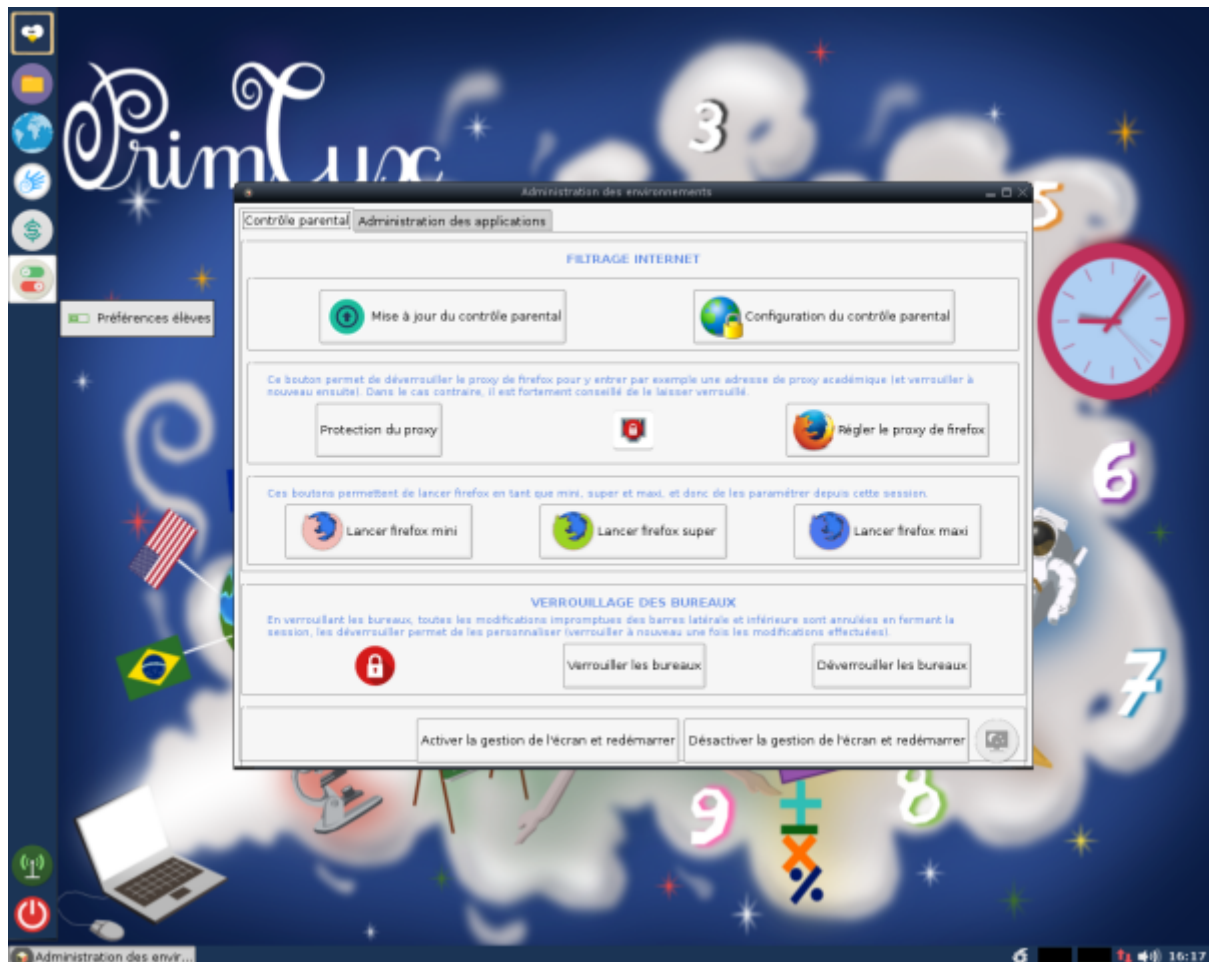 PrimTux
3
Administration des environnements
Contrôle parental Administration des applications
5
FILTRAGE INTERNET
Mise à jour du contrôle parental Configuration du contrôle parental
Préférences élèves
Ce bouton permet de déverrouiller le proxy de firefox pour y entrer par exemple une adresse de proxy académique (et verrouiller à
nouveau ensuite). Dans le cas contraire, il est fortement conseillé de le laisser verrouillé.
Protection du proxy Régler le proxy de firefox
6
Ces boutons permettent de lancer firefox en tant que mini, super et maxi, et donc de les paramétrer depuis cette session.
Lancer firefox mini Lancer firefox super Lancer firefox maxi
VERROUILLAGE DES BUREAUX
En verrouillant les bureaux, toutes les modifications impromptues des barres latérale et inférieure sont annulées en fermant la
session, les déverrouiller permet de les personnaliser (verrouiller à nouveau une fois les modifications effectuées).
Verrouiller les bureaux Déverrouiller les bureaux
7
Activer la gestion de l'écran et redémarrer Désactiver la gestion de l'écran et redémarrer
8
9
+
×
%
Administration des envir... 16:17